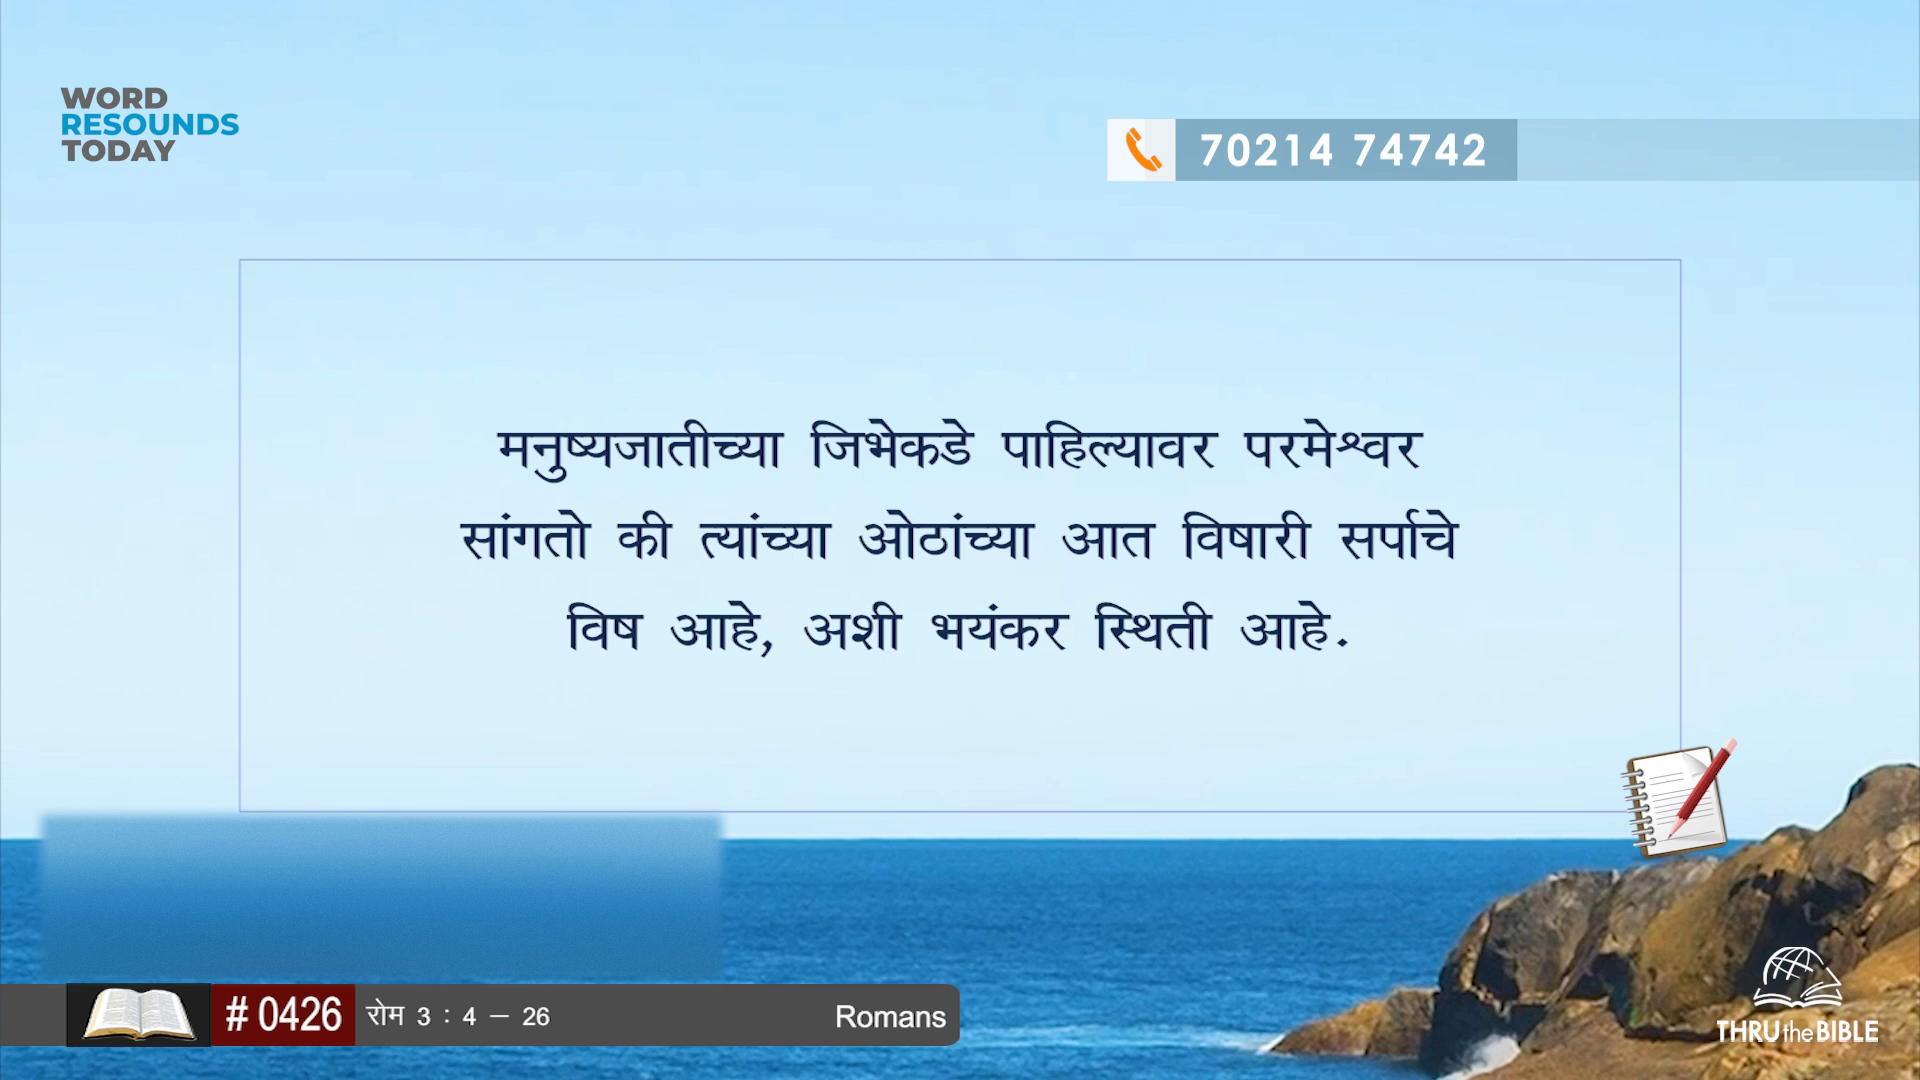 WORD
RESOUNDS
TODAY
70214 74742
मनुष्यजातीच्या जिभेकडे पाहिल्यावर परमेश्वर
सांगतो की त्यांच्या ओठांच्या आत विषारी सर्पाचे
विष आहे, अशी भयंकर स्थिती आहे.
# 0426 रोम 3 : 4 – 26 Romans
THRU the BIBLE